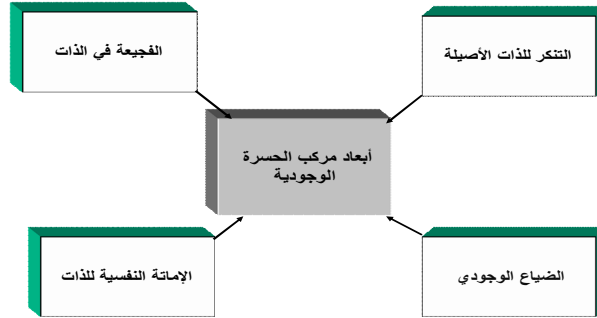 التنكر للذات الأصيلة
الفجيعة في الذات
أبعاد مركب الحسرة
الوجودية
الضياع الوجودي
الإماتة النفسية للذات